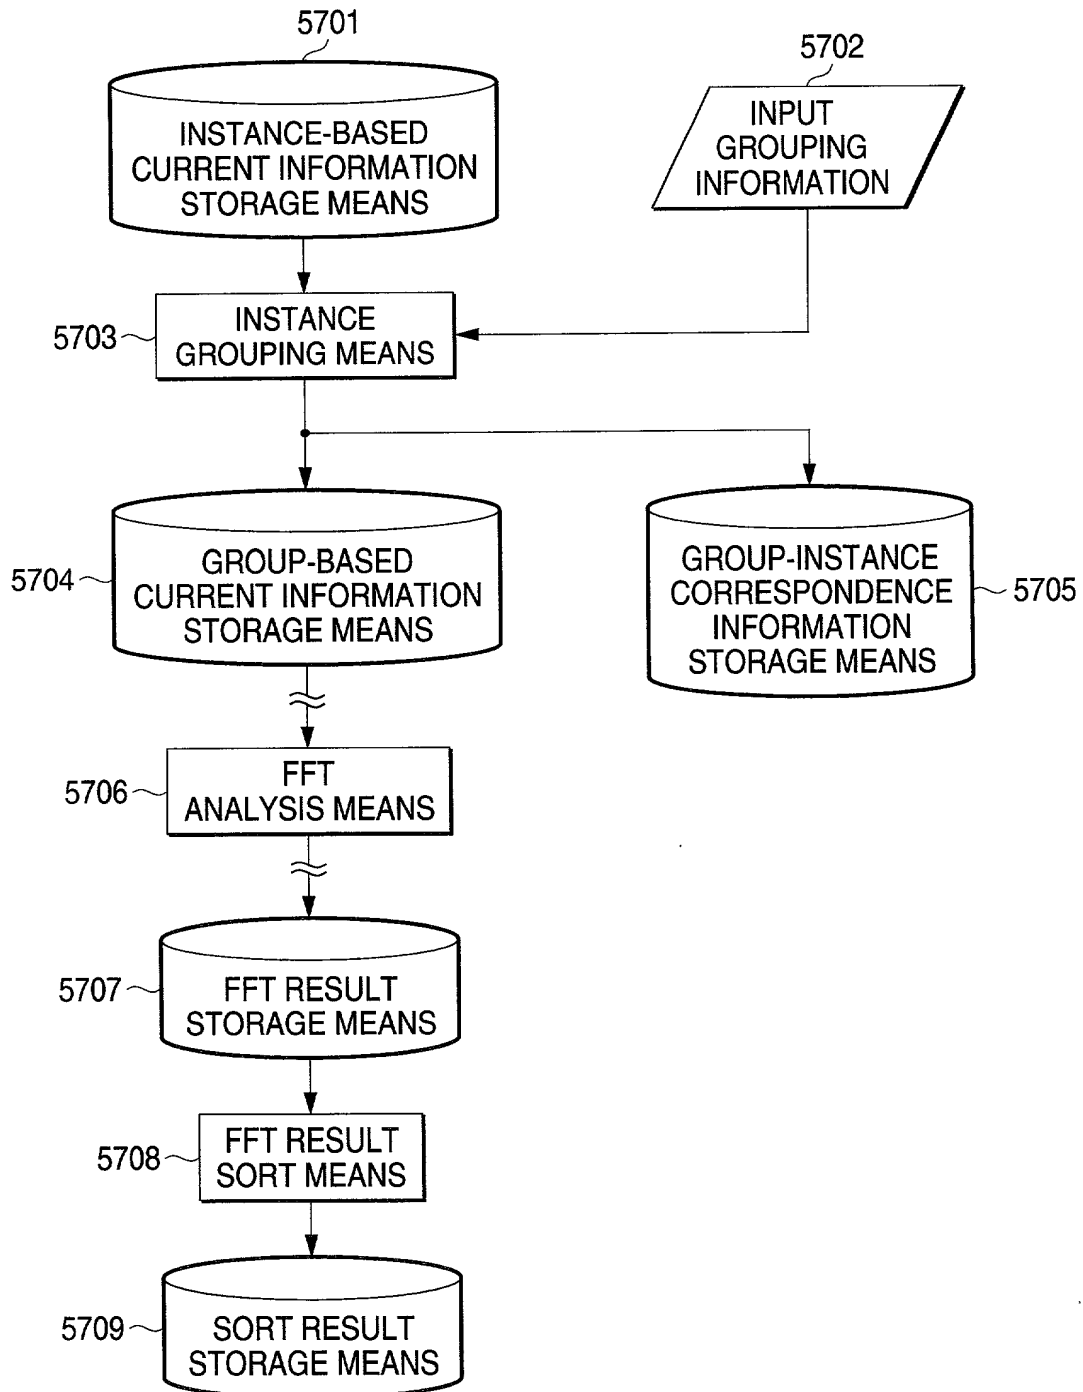 5701
INSTANCE-BASED
CURRENT INFORMATION
STORAGE MEANS
5702
INPUT
GROUPING
INFORMATION
5703
INSTANCE
GROUPING MEANS
5704
GROUP-BASED
CURRENT INFORMATION
STORAGE MEANS
GROUP-INSTANCE
CORRESPONDENCE
INFORMATION
STORAGE MEANS
5705
5706
FFT
ANALYSIS MEANS
5707
FFT RESULT
STORAGE MEANS
5708
FFT RESULT
SORT MEANS
5709
SORT RESULT
STORAGE MEANS